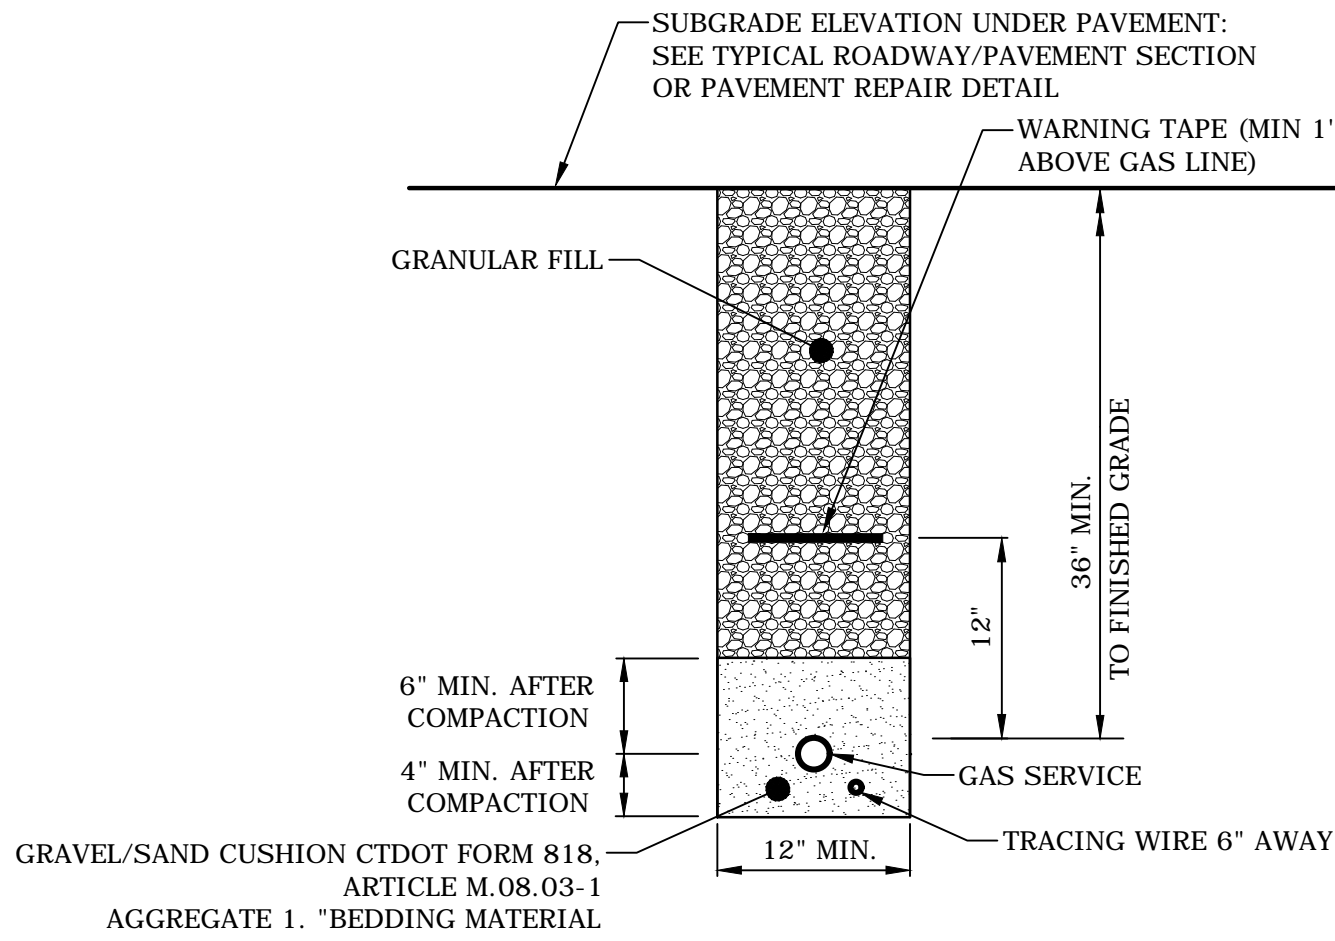 SUBGRADE ELEVATION UNDER PAVEMENT:
SEE TYPICAL ROADWAY/PAVEMENT SECTION
OR PAVEMENT REPAIR DETAIL
WARNING TAPE (MIN 1'
ABOVE GAS LINE)
GRANULAR FILL
36" MIN.
TO FINISHED GRADE
12"
6" MIN. AFTER
COMPACTION
4" MIN. AFTER
COMPACTION
GAS SERVICE
TRACING WIRE 6" AWAY
12" MIN.
GRAVEL/SAND CUSHION CTDOT FORM 818,
ARTICLE M.08.03-1
AGGREGATE 1. "BEDDING MATERIAL